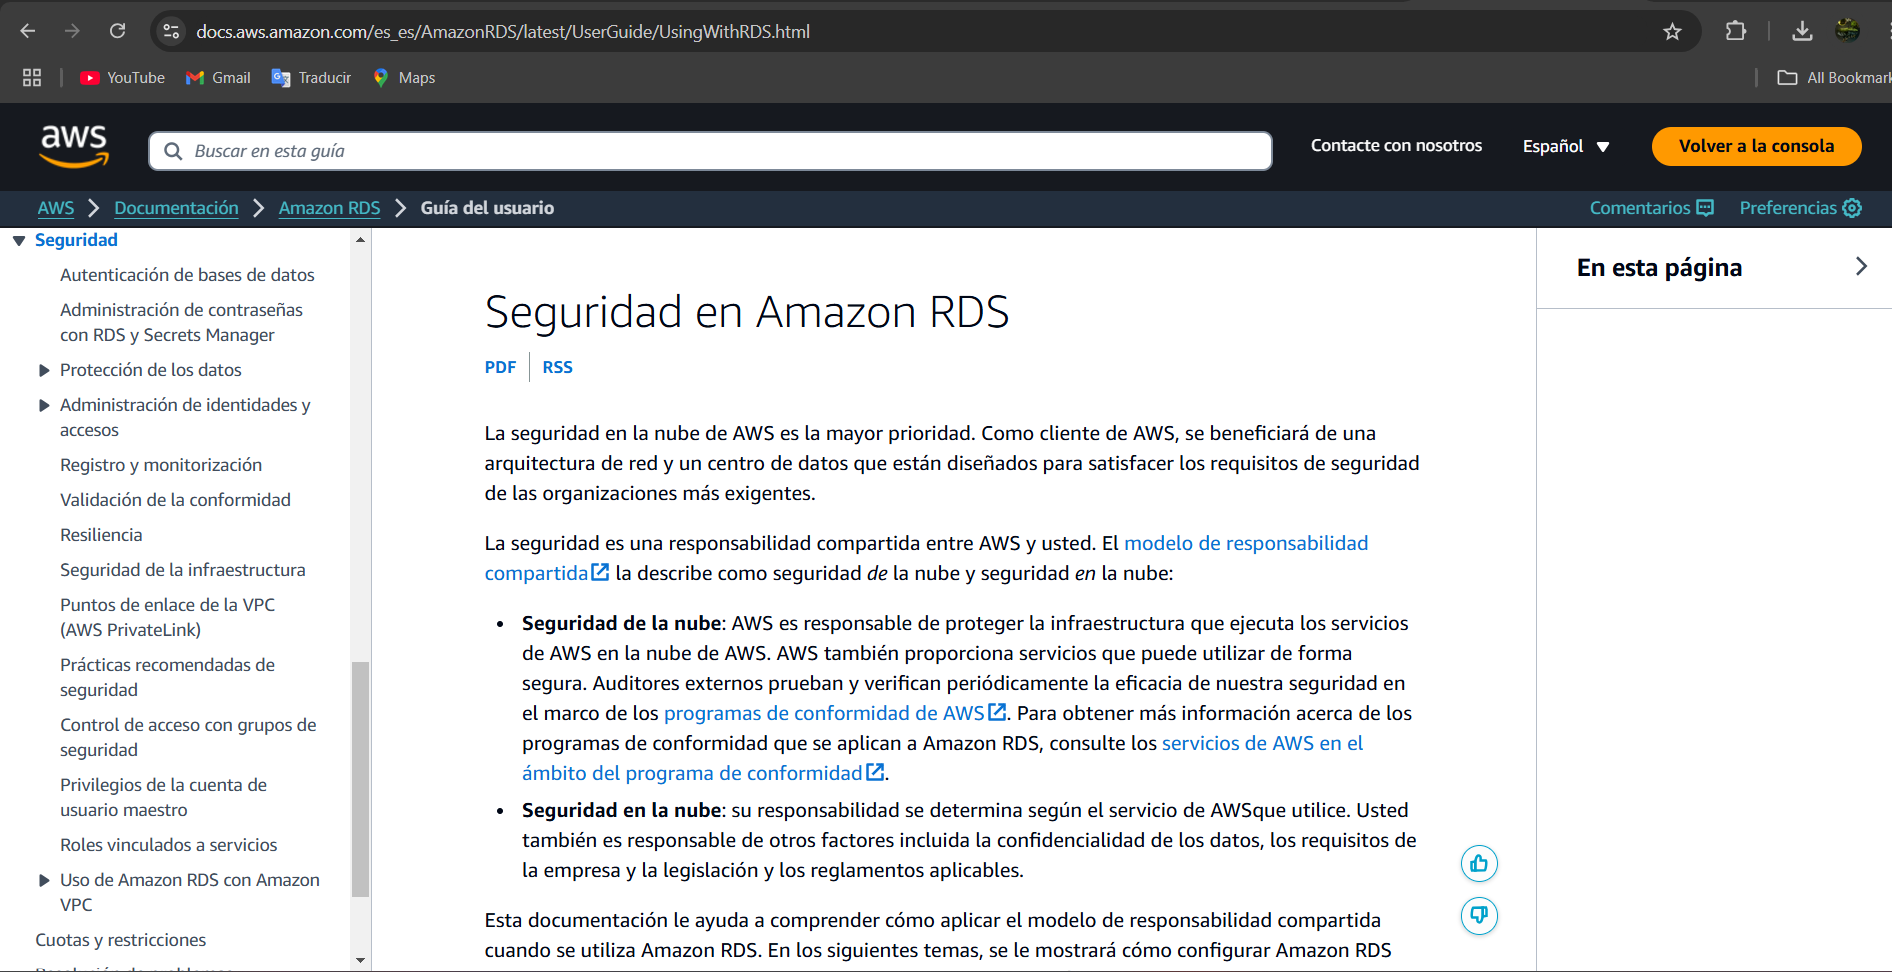 docs.aws.amazon.com/es_es/AmazonRDS/latest/UserGuide/UsingWithRDS.html
YouTube
Gmail
Traducir
Maps
All Bookmark
aws
Buscar en esta guía
Contacte con nosotros
Español
Volver a la consola
AWS
Documentación
Amazon RDS
Guía del usuario
Comentarios
Preferencias
Seguridad
Autenticación de bases de datos
Administración de contraseñas
con RDS y Secrets Manager
Protección de los datos
Administración de identidades y
accesos
Registro y monitorización
Validación de la conformidad
Resiliencia
Seguridad de la infraestructura
Puntos de enlace de la VPC
(AWS PrivateLink)
Prácticas recomendadas de
seguridad
Control de acceso con grupos de
seguridad
Privilegios de la cuenta de
usuario maestro
Roles vinculados a servicios
Uso de Amazon RDS con Amazon
VPC
Cuotas y restricciones
Seguridad en Amazon RDS
PDF
RSS
La seguridad en la nube de AWS es la mayor prioridad. Como cliente de AWS, se beneficiará de una
arquitectura de red y un centro de datos que están diseñados para satisfacer los requisitos de seguridad
de las organizaciones más exigentes.
La seguridad es una responsabilidad compartida entre AWS y usted. El modelo de responsabilidad
compartida la describe como seguridad de la nube y seguridad en la nube:
• Seguridad de la nube: AWS es responsable de proteger la infraestructura que ejecuta los servicios
de AWS en la nube de AWS. AWS también proporciona servicios que puede utilizar de forma
segura. Auditores externos prueban y verifican periódicamente la eficacia de nuestra seguridad en
el marco de los programas de conformidad de AWS. Para obtener más información acerca de los
programas de conformidad que se aplican a Amazon RDS, consulte los servicios de AWS en el
ámbito del programa de conformidad.
• Seguridad en la nube: su responsabilidad se determina según el servicio de AWSque utilice. Usted
también es responsable de otros factores incluida la confidencialidad de los datos, los requisitos de
la empresa y la legislación y los reglamentos aplicables.
Esta documentación le ayuda a comprender cómo aplicar el modelo de responsabilidad compartida
cuando se utiliza Amazon RDS. En los siguientes temas, se le mostrará cómo configurar Amazon RDS
En esta página